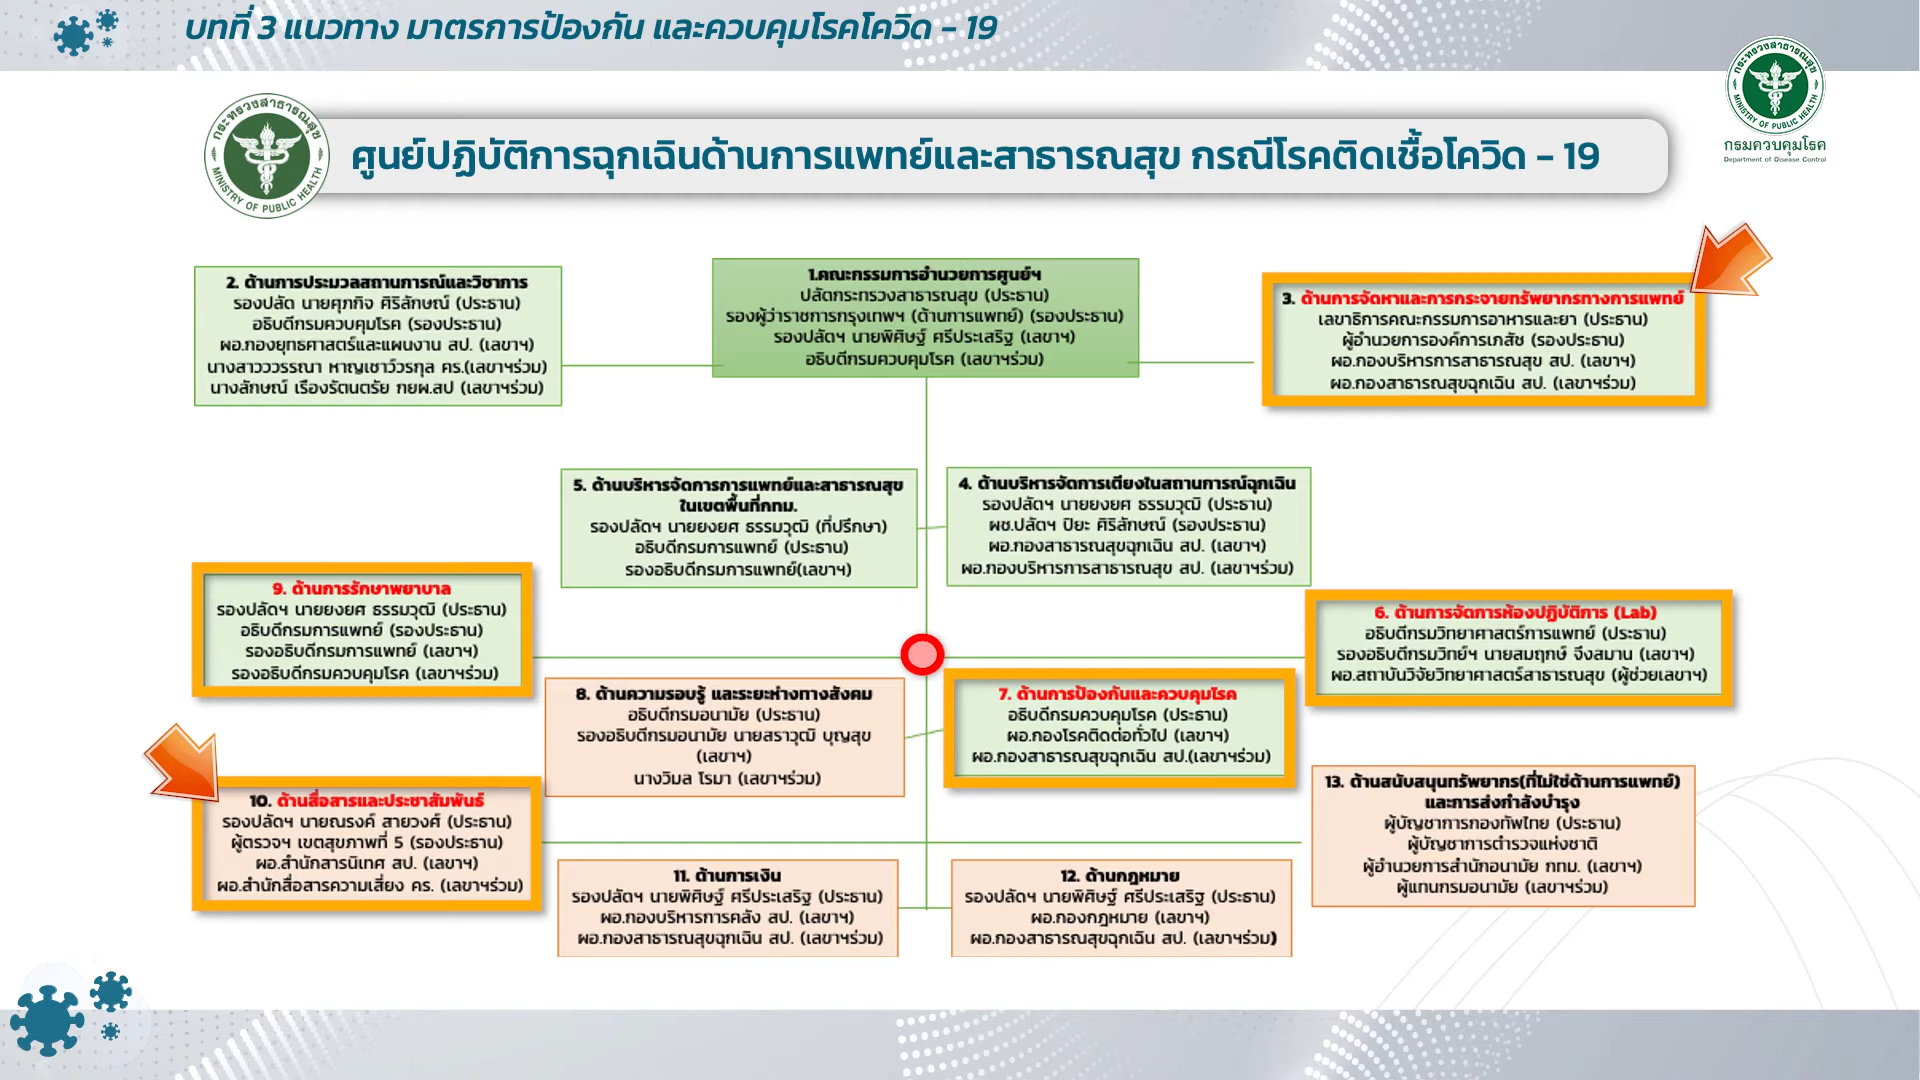 บทที่ 3 แนวทาง มาตรการป้องกัน และควบคุมโรคโควิด - 19
กระทรวงสาธารณสุข
MINISTRY OF PUBLIC HEALTH
กรมควบคุมโรค
Department of Disease Control
กระทรวงสาธารณสุข
MINISTRY OF PUBLIC HEALTH
ศูนย์ปฏิบัติการฉุกเฉินด้านการแพทย์และสาธารณสุข กรณีโรคติดเชื้อโควิด - 19
1.คณะกรรมการอำนวยการศูนย์ฯ
ปลัดกระทรวงสาธารณสุข (ประธาน)
รองผู้ว่าราชการกรุงเทพฯ (ด้านการแพทย์) (รองประธาน)
รองปลัดฯ นายพิศิษฐ์ ศรีประเสริฐ (เลขาฯ)
อธิบดีกรมควบคุมโรค (เลขาฯร่วม)
2. ด้านการประมวลสถานการณ์และวิชาการ
รองปลัด นายศุภกิจ ศิริลักษณ์ (ประธาน)
อธิบดีกรมควบคุมโรค (รองประธาน)
ผอ.กองยุทธศาสตร์และแผนงาน สป. (เลขาฯ)
นางสาววรรณา หาญเชาว์วรกุล คร.(เลขาฯร่วม)
นางลักษณ์ เรืองรัตนตรัย กยผ.สป (เลขาฯร่วม)
3. ด้านการจัดหาและการกระจายทรัพยากรทางการแพทย์
เลขาธิการคณะกรรมการอาหารและยา (ประธาน)
ผู้อำนวยการองค์การเภสัช (รองประธาน)
ผอ.กองบริหารการสาธารณสุข สป. (เลขาฯ)
ผอ.กองสาธารณสุขฉุกเฉิน สป. (เลขาฯร่วม)
5. ด้านบริหารจัดการการแพทย์และสาธารณสุข
ในเขตพื้นที่กทม.
รองปลัดฯ นายยงยศ ธรรมวุฒิ (ที่ปรึกษา)
อธิบดีกรมการแพทย์ (ประธาน)
รองอธิบดีกรมการแพทย์(เลขาฯ)
4. ด้านบริหารจัดการเตียงในสถานการณ์ฉุกเฉิน
รองปลัดฯ นายยงยศ ธรรมวุฒิ (ประธาน)
ผช.ปลัดฯ ปิยะ ศิริลักษณ์ (รองประธาน)
ผอ.กองสาธารณสุขฉุกเฉิน สป. (เลขาฯ)
ผอ.กองบริหารการสาธารณสุข สป. (เลขาฯร่วม)
9. ด้านการรักษาพยาบาล
รองปลัดฯ นายยงยศ ธรรมวุฒิ (ประธาน)
อธิบดีกรมการแพทย์ (รองประธาน)
รองอธิบดีกรมการแพทย์ (เลขาฯ)
รองอธิบดีกรมควบคุมโรค (เลขาฯร่วม)
6. ด้านการจัดการห้องปฏิบัติการ (Lab)
อธิบดีกรมวิทยาศาสตร์การแพทย์ (ประธาน)
รองอธิบดีกรมวิทย์ฯ นายสมฤกษ์ จึงสมาน (เลขาฯ)
ผอ.สถาบันวิจัยวิทยาศาสตร์สาธารณสุข (ผู้ช่วยเลขาฯ)
8. ด้านความรอบรู้ และระยะห่างทางสังคม
อธิบดีกรมอนามัย (ประธาน)
รองอธิบดีกรมอนามัย นายสราวุฒิ บุญสุข
(เลขาฯ)
นางวิมล โรมา (เลขาฯร่วม)
7. ด้านการป้องกันและควบคุมโรค
อธิบดีกรมควบคุมโรค (ประธาน)
ผอ.กองโรคติดต่อทั่วไป (เลขาฯ)
ผอ.กองสาธารณสุขฉุกเฉิน สป.(เลขาฯร่วม)
10. ด้านสื่อสารและประชาสัมพันธ์
รองปลัดฯ นายณรงค์ สายวงศ์ (ประธาน)
ผู้ตรวจฯ เขตสุขภาพที่ 5 (รองประธาน)
ผอ.สำนักสารนิเทศ สป. (เลขาฯ)
ผอ.สำนักสื่อสารความเสี่ยง คร. (เลขาฯร่วม)
13. ด้านสนับสนุนทรัพยากร(ที่ไม่ใช่ด้านการแพทย์)
และการส่งกำลังบำรุง
ผู้บัญชาการกองทัพไทย (ประธาน)
ผู้บัญชาการตำรวจแห่งชาติ
ผู้อำนวยการสำนักอนามัย กทม. (เลขาฯ)
ผู้แทนกรมอนามัย (เลขาฯร่วม)
11. ด้านการเงิน
รองปลัดฯ นายพิศิษฐ์ ศรีประเสริฐ (ประธาน)
ผอ.กองบริหารการคลัง สป. (เลขาฯ)
ผอ.กองสาธารณสุขฉุกเฉิน สป. (เลขาฯร่วม)
12. ด้านกฎหมาย
รองปลัดฯ นายพิศิษฐ์ ศรีประเสริฐ (ประธาน)
ผอ.กองกฎหมาย (เลขาฯ)
ผอ.กองสาธารณสุขฉุกเฉิน สป. (เลขาฯร่วม)